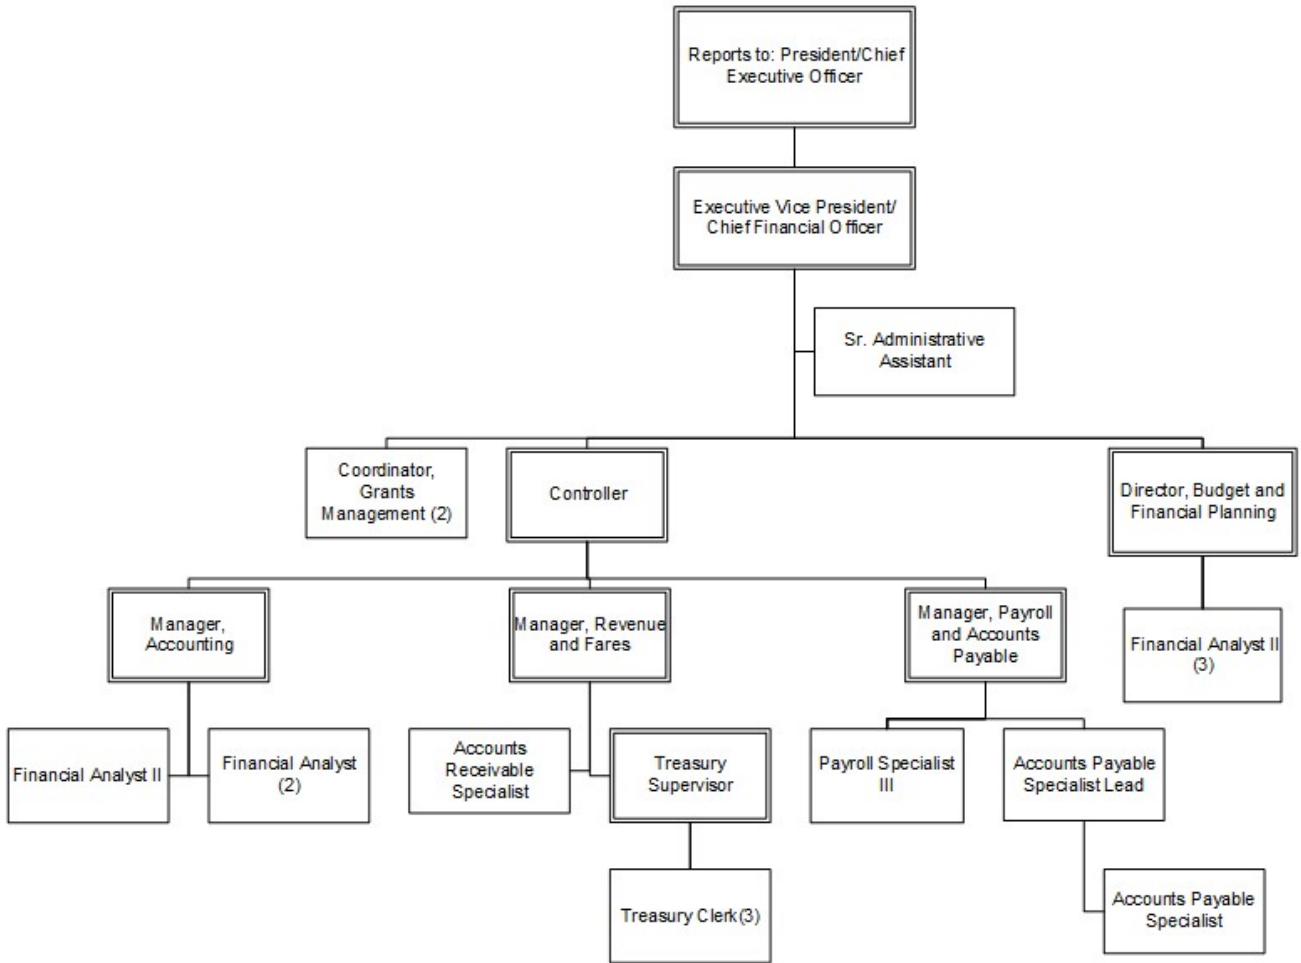 Reports to: President/Chief
Executive Officer
Executive Vice President/
Chief Financial Officer
Sr. Administrative
Assistant
Coordinator,
Grants
Management (2)
Controller
Director, Budget and
Financial Planning
Manager,
Accounting
Manager, Revenue
and Fares
Manager, Payroll
and Accounts
Payable
Financial Analyst II
(3)
Financial Analyst II
Financial Analyst
(2)
Accounts
Receivable
Specialist
Treasury
Supervisor
Payroll Specialist
III
Accounts Payable
Specialist Lead
Treasury Clerk(3)
Accounts Payable
Specialist